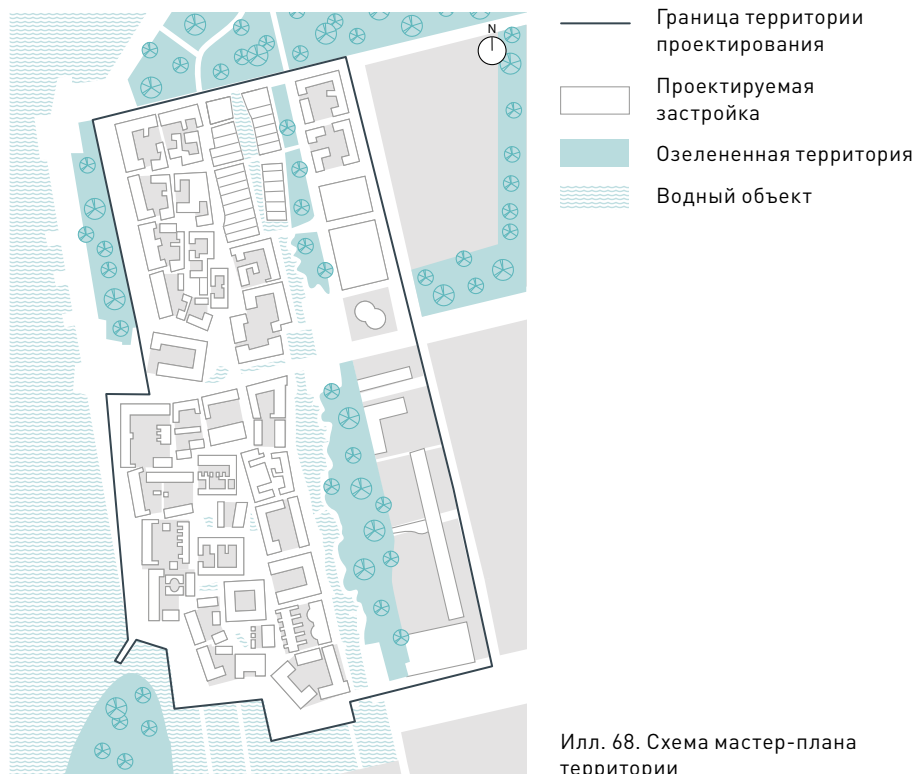 N
Граница территории
проектирования
Проектируемая
застройка
Озелененная территория
Водный объект
Илл. 68. Схема мастер-плана
территории